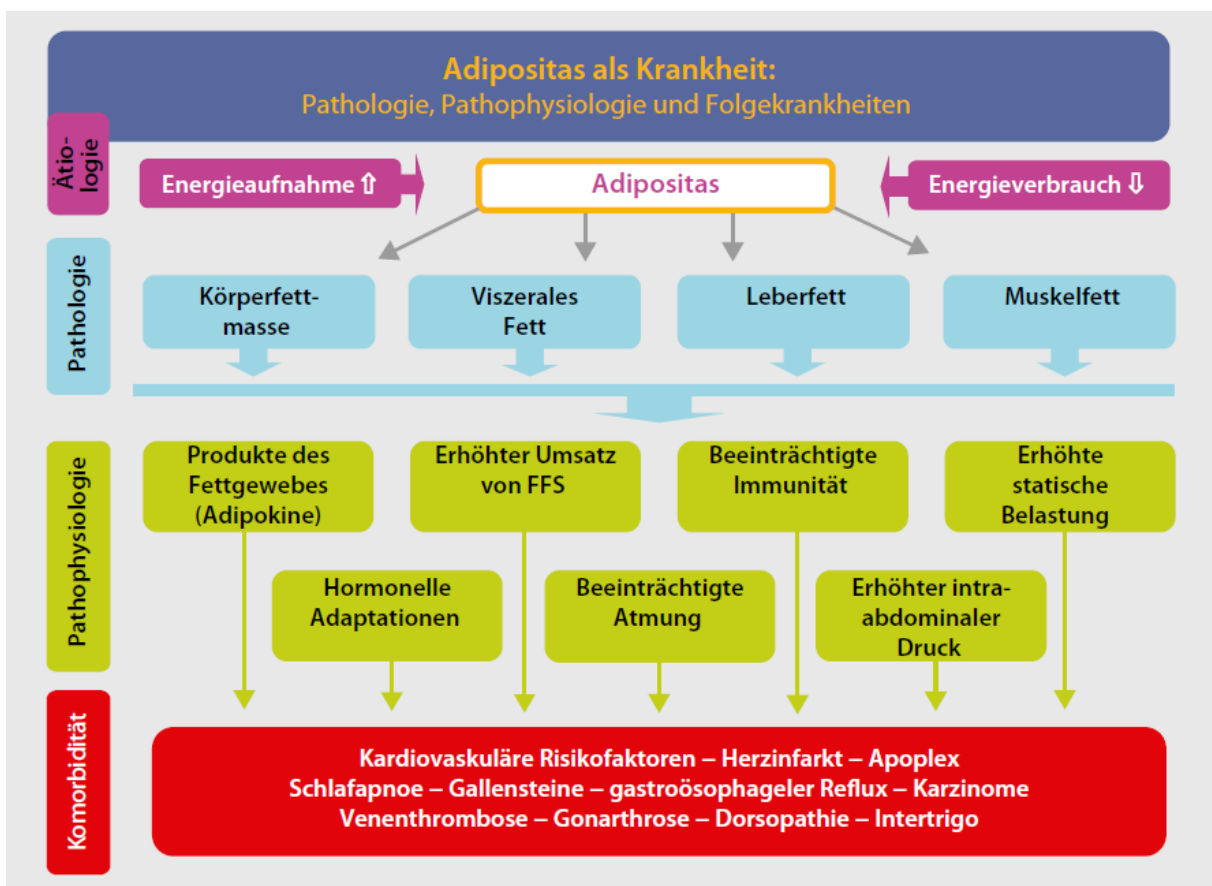 Adipositas als Krankheit:
Pathologie, Pathophysiologie und Folgekrankheiten
Ätio-
logie
Energieaufnahme ⇧
Adipositas
Energieverbrauch ⇩
Pathologie
Körperfett-
masse
Viszerales
Fett
Leberfett
Muskelfett
Pathophysiologie
Produkte des
Fettgewebes
(Adipokine)
Erhöhter Umsatz
von FFS
Beeinträchtigte
Immunität
Erhöhte
statische
Belastung
Hormonelle
Adaptationen
Beeinträchtigte
Atmung
Erhöhter intra-
abdominaler
Druck
Komorbidität
Kardiovaskuläre Risikofaktoren – Herzinfarkt – Apoplex
Schlafapnoe – Gallensteine – gastroösophageler Reflux – Karzinome
Venenthrombose – Gonarthrose – Dorsopathie – Intertrigo